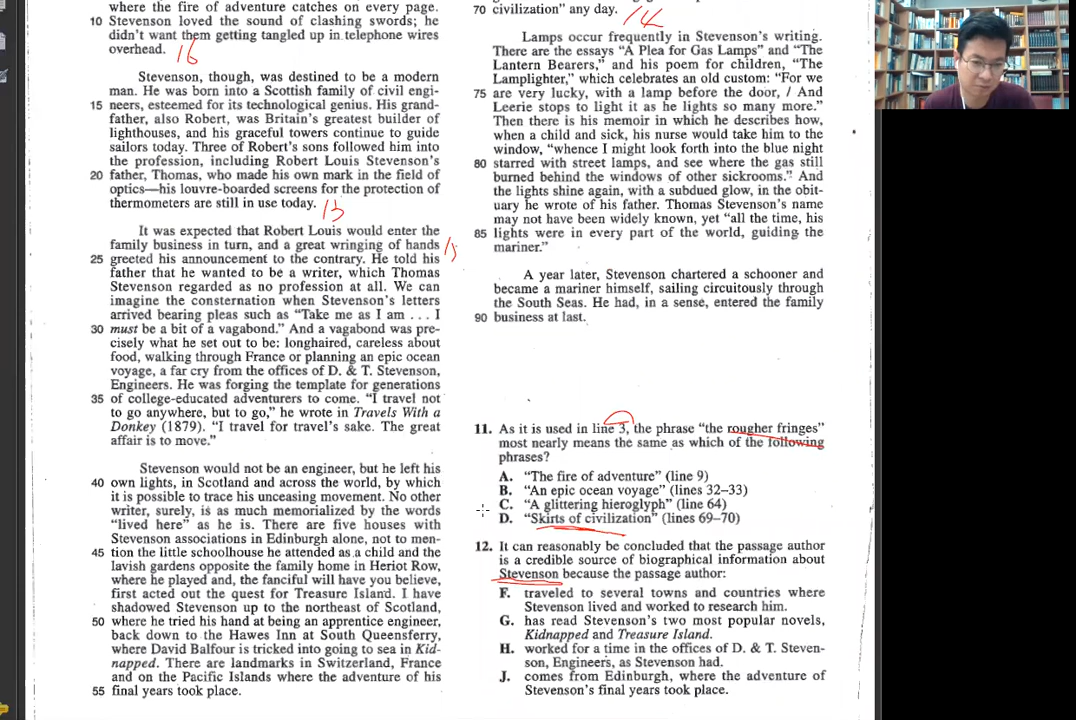 where the fire of adventure catches on every page.
10 Stevenson loved the sound of clashing swords; he
didn't want them getting tangled up in telephone wires
overhead.
16
Stevenson, though, was destined to be a modern
man. He was born into a Scottish family of civil engi-
15 neers, esteemed for its technological genius. His grand-
father, also Robert, was Britain's greatest builder of
lighthouses, and his graceful towers continue to guide
sailors today. Three of Robert's sons followed him into
the profession, including Robert Louis Stevenson's
20 father, Thomas, who made his own mark in the field of
optics—his louvre-boarded screens for the protection of
thermometers are still in use today.
13
It was expected that Robert Louis would enter the
family business in turn, and a great wringing of hands
25 greeted his announcement to the contrary. He told his
father that he wanted to be a writer, which Thomas
Stevenson regarded as no profession at all. We can
imagine the consternation when Stevenson's letters
arrived bearing pleas such as “Take me as I am . . . I
30 must be a bit of a vagabond.” And a vagabond was pre-
cisely what he set out to be: longhaired, careless about
food, walking through France or planning an epic ocean
voyage, a far cry from the offices of D. & T. Stevenson,
Engineers. He was forging the template for generations
35 of college-educated adventurers to come. “I travel not
to go anywhere, but to go,” he wrote in Travels With a
Donkey (1879). “I travel for travel's sake. The great
affair is to move.”
Stevenson would not be an engineer, but he left his
40 own lights, in Scotland and across the world, by which
it is possible to trace his unceasing movement. No other
writer, surely, is as much memorialized by the words
“lived here” as he is. There are five houses with
Stevenson associations in Edinburgh alone, not to men-
45 tion the little schoolhouse he attended as a child and the
lavish gardens opposite the family home in Heriot Row,
where he played and, the fanciful will have you believe,
first acted out the quest for Treasure Island. I have
shadowed Stevenson up to the northeast of Scotland,
50 where he tried his hand at being an apprentice engineer,
back down to the Hawes Inn at South Queensferry,
where David Balfour is tricked into going to sea in Kid-
napped. There are landmarks in Switzerland, France
and on the Pacific Islands where the adventure of his
55 final years took place.
70 civilization” any day.
14
Lamps occur frequently in Stevenson's writing.
There are the essays “A Plea for Gas Lamps” and “The
Lantern Bearers,” and his poem for children, “The
Lamplighter,” which celebrates an old custom: “For we
75 are very lucky, with a lamp before the door, / And
Leerie stops to light it as he lights so many more.”
Then there is his memoir in which he describes how,
when a child and sick, his nurse would take him to the
window, “whence I might look forth into the blue night
80 starred with street lamps, and see where the gas still
burned behind the windows of other sickrooms.” And
the lights shine again, with a subdued glow, in the obit-
uary he wrote of his father. Thomas Stevenson's name
may not have been widely known, yet “all the time, his
85 lights were in every part of the world, guiding the
mariner.”
A year later, Stevenson chartered a schooner and
became a mariner himself, sailing circuitously through
the South Seas. He had, in a sense, entered the family
90 business at last.
11. As it is used in line 3, the phrase “the rougher fringes”
most nearly means the same as which of the following
phrases?
A. “The fire of adventure” (line 9)
B. “An epic ocean voyage” (lines 32–33)
C. “A glittering hieroglyph” (line 64)
D. “Skirts of civilization” (lines 69–70)
12. It can reasonably be concluded that the passage author
is a credible source of biographical information about
Stevenson because the passage author:
F. traveled to several towns and countries where
Stevenson lived and worked to research him.
G. has read Stevenson's two most popular novels,
Kidnapped and Treasure Island.
H. worked for a time in the offices of D. & T. Steven-
son, Engineers, as Stevenson had.
J. comes from Edinburgh, where the adventure of
Stevenson's final years took place.